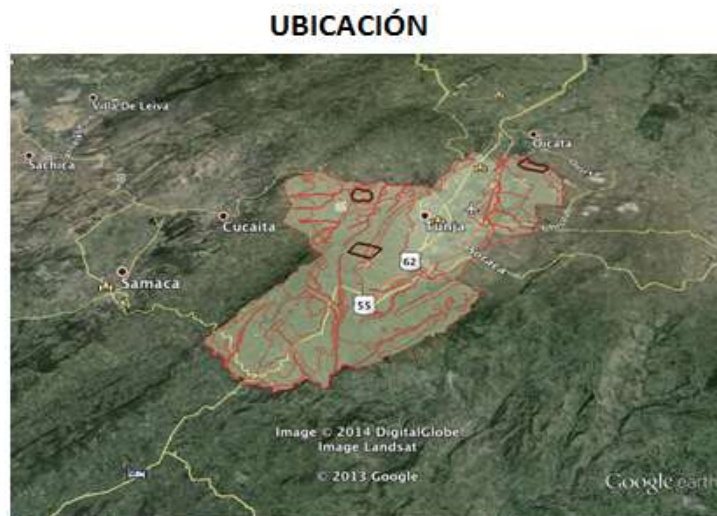 UBICACIÓN
Villa De Leiva
Sachica
Oicata
Cucaita
Tunja
Soraca
Samaca
62
55
Image © 2014 DigitalGlobe
Image Landsat
© 2013 Google
Google earth